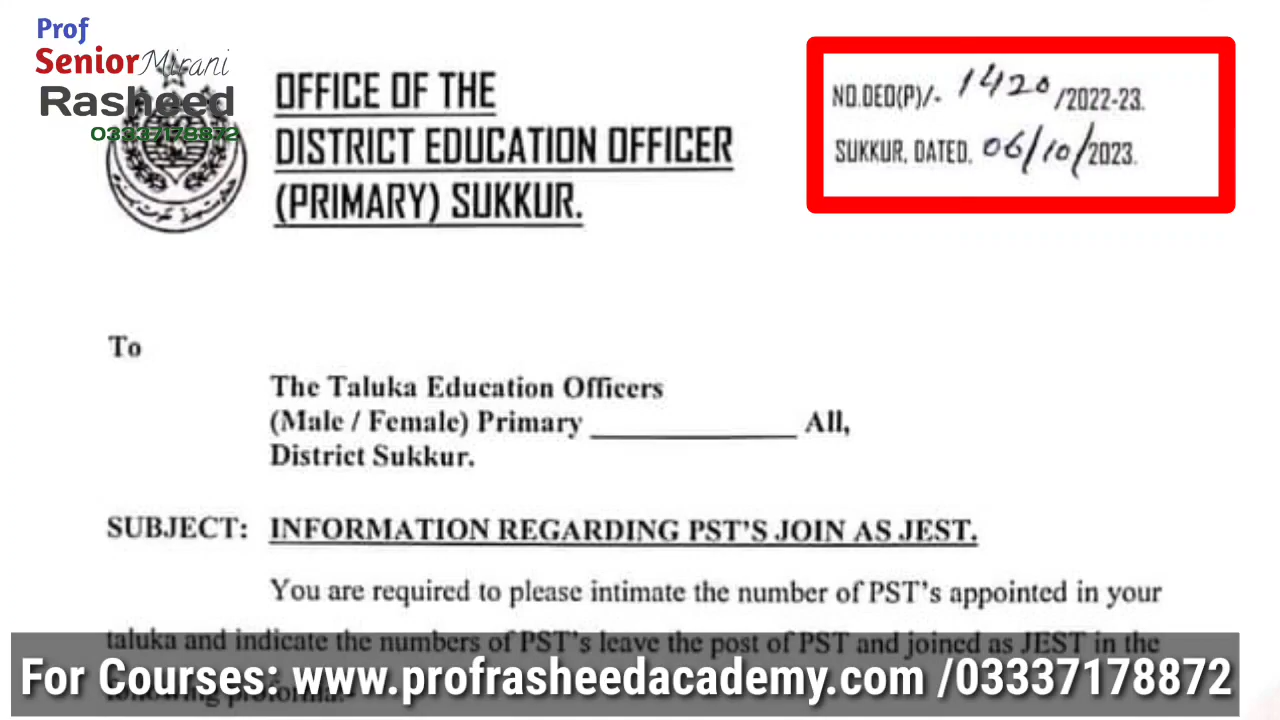 Prof
Senior Mirani
Rasheed
03337178872
OFFICE OF THE
DISTRICT EDUCATION OFFICER
(PRIMARY) SUKKUR.
NO.DEO(P)/- 1420 /2022-23.
SUKKUR, DATED, 06/10/2023.
To
The Taluka Education Officers
(Male / Female) Primary ______________ All,
District Sukkur.
SUBJECT: INFORMATION REGARDING PST'S JOIN AS JEST.
You are required to please intimate the number of PST's appointed in your
taluka and indicate the numbers of PST's leave the post of PST and joined as JEST in the
following proforma:
For Courses: www.profrasheedacademy.com /03337178872